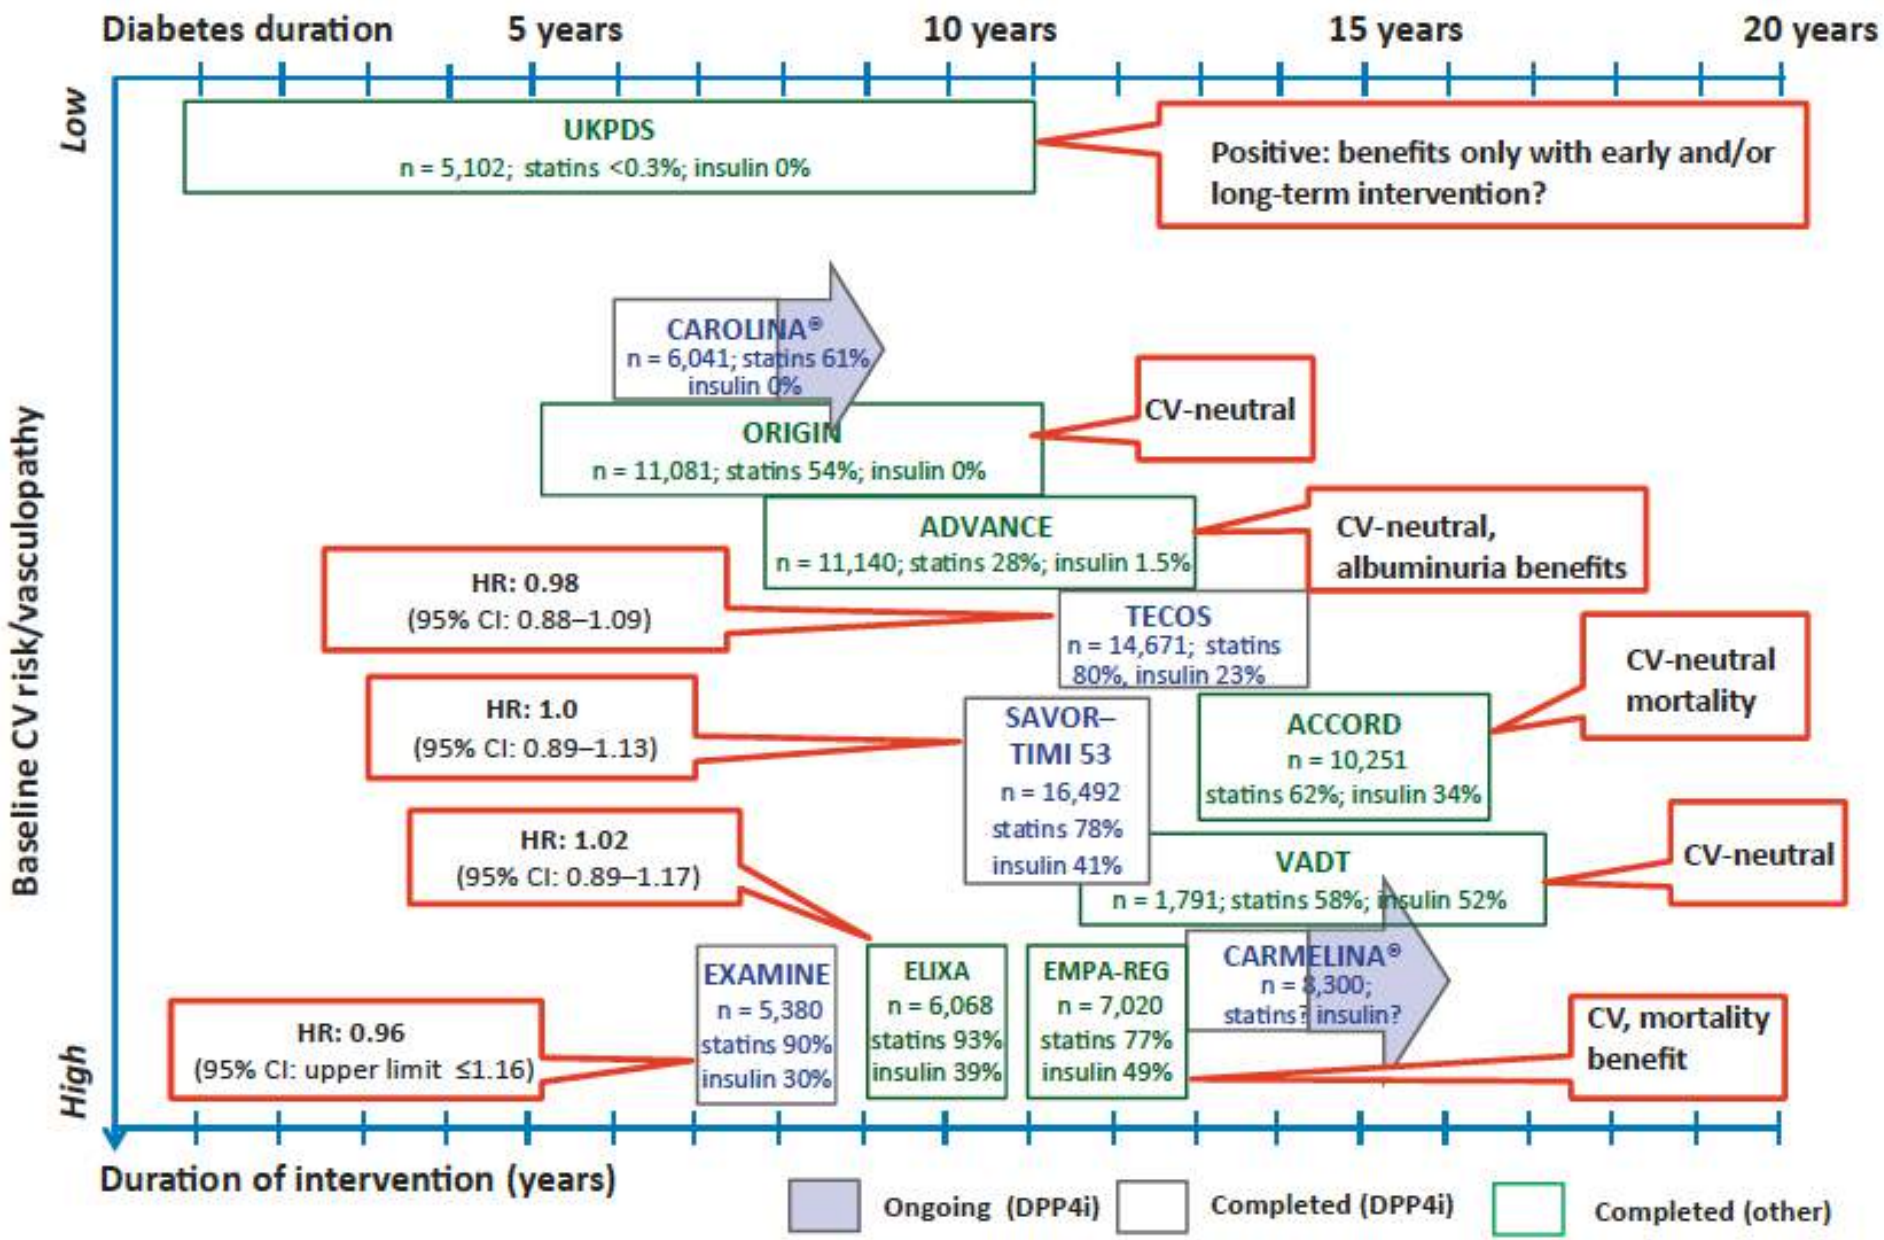 Diabetes duration 5 years 10 years 15 years 20 years
Low
UKPDS
n = 5,102; statins <0.3%; insulin 0%
Positive: benefits only with early and/or
long-term intervention?
CAROLINA®
n = 6,041; statins 61%
insulin 0%
CV-neutral
ORIGIN
n = 11,081; statins 54%; insulin 0%
ADVANCE
n = 11,140; statins 28%; insulin 1.5%
CV-neutral,
albuminuria benefits
HR: 0.98
(95% CI: 0.88–1.09)
TECOS
n = 14,671; statins
80%, insulin 23%
CV-neutral
mortality
HR: 1.0
(95% CI: 0.89–1.13)
SAVOR–
TIMI 53
n = 16,492
statins 78%
insulin 41%
ACCORD
n = 10,251
statins 62%; insulin 34%
HR: 1.02
(95% CI: 0.89–1.17)
VADT
n = 1,791; statins 58%; insulin 52%
CV-neutral
Baseline CV risk/vasculopathy
EXAMINE
n = 5,380
statins 90%
insulin 30%
ELIXA
n = 6,068
statins 93%
insulin 39%
EMPA-REG
n = 7,020
statins 77%
insulin 49%
CARMELINA®
n = 8,300;
statins? insulin?
HR: 0.96
(95% CI: upper limit ≤1.16)
CV, mortality
benefit
High
Duration of intervention (years)
Ongoing (DPP4i) Completed (DPP4i) Completed (other)